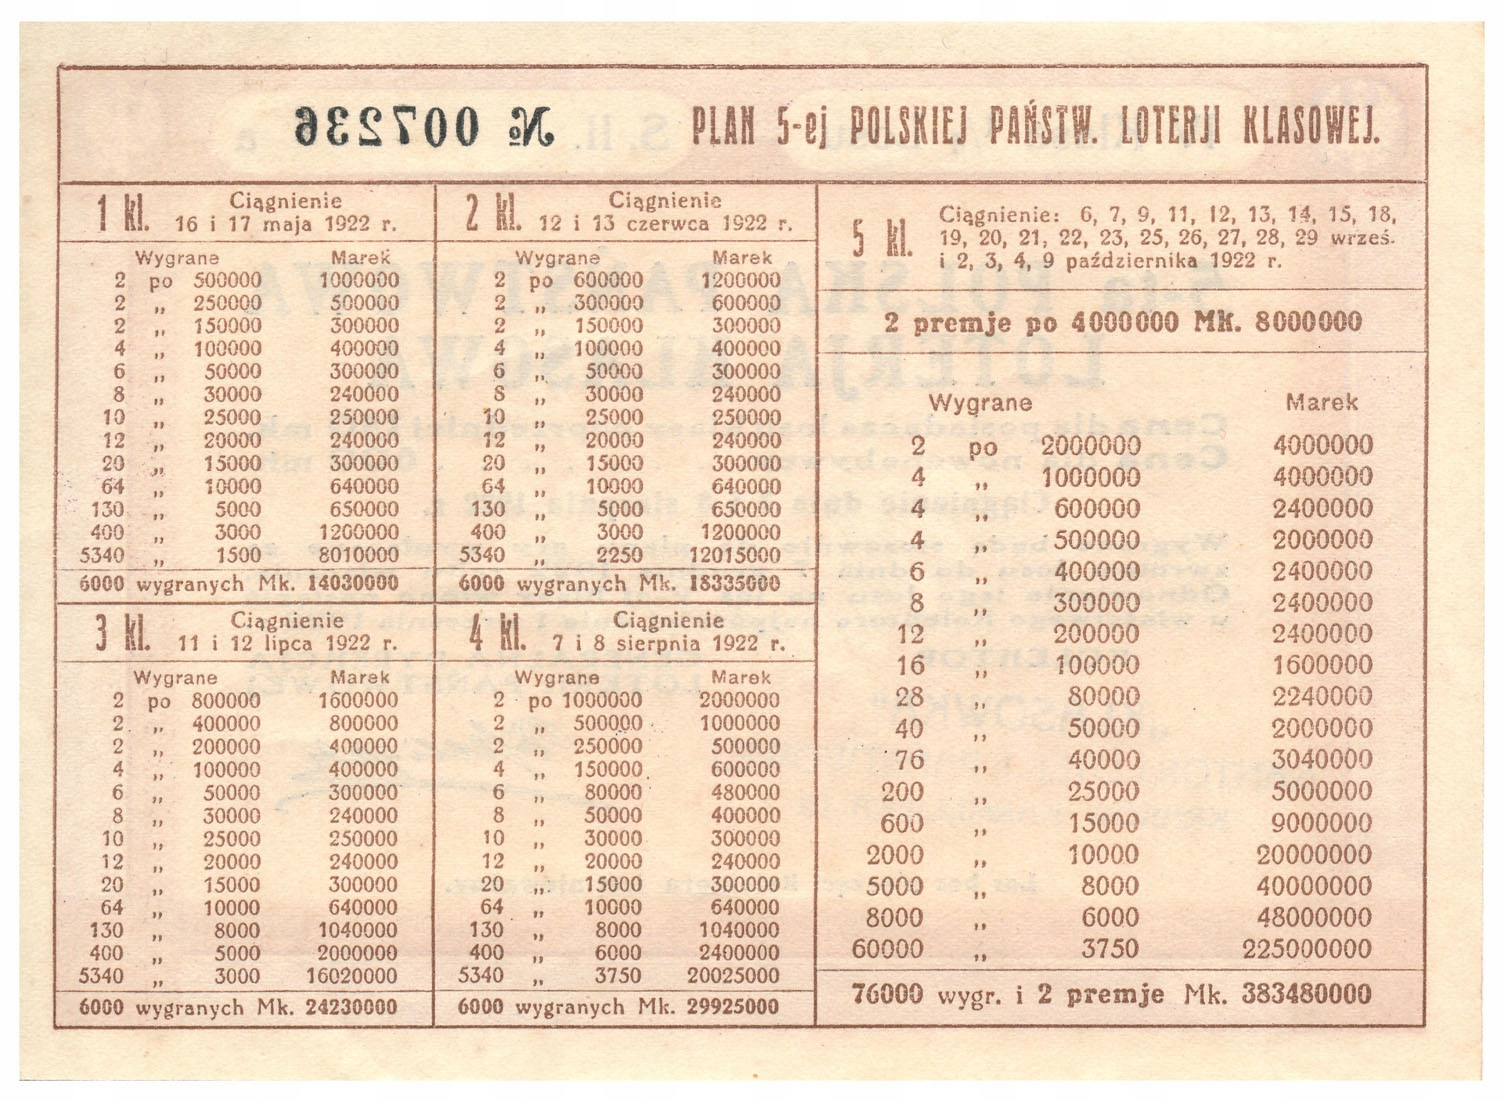 № 007236
PLAN 5-ej POLSKIEJ PAŃSTW. LOTERJI KLASOWEJ.
1 kl. Ciągnienie
16 i 17 maja 1922 r.
Wygrane Marek
2 po 500000 1000000
2 „ 250000 500000
2 „ 150000 300000
4 „ 100000 400000
6 „ 50000 300000
8 „ 30000 240000
10 „ 25000 250000
12 „ 20000 240000
20 „ 15000 300000
64 „ 10000 640000
130 „ 5000 650000
400 „ 3000 1200000
5340 „ 1500 8010000
6000 wygranych Mk. 14030000
2 kl. Ciągnienie
12 i 13 czerwca 1922 r.
Wygrane Marek
2 po 600000 1200000
2 „ 300000 600000
2 „ 150000 300000
4 „ 100000 400000
6 „ 50000 300000
8 „ 30000 240000
10 „ 25000 250000
12 „ 20000 240000
20 „ 15000 300000
64 „ 10000 640000
130 „ 5000 650000
400 „ 3000 1200000
5340 „ 2250 12015000
6000 wygranych Mk. 18335000
3 kl. Ciągnienie
11 i 12 lipca 1922 r.
Wygrane Marek
2 po 800000 1600000
2 „ 400000 800000
2 „ 200000 400000
4 „ 100000 400000
6 „ 50000 300000
8 „ 30000 240000
10 „ 25000 250000
12 „ 20000 240000
20 „ 15000 300000
64 „ 10000 640000
130 „ 8000 1040000
400 „ 5000 2000000
5340 „ 3000 16020000
6000 wygranych Mk. 24230000
4 kl. Ciągnienie
7 i 8 sierpnia 1922 r.
Wygrane Marek
2 po 1000000 2000000
2 „ 500000 1000000
2 „ 250000 500000
4 „ 150000 600000
6 „ 80000 480000
8 „ 50000 400000
10 „ 30000 300000
12 „ 20000 240000
20 „ 15000 300000
64 „ 10000 640000
130 „ 8000 1040000
400 „ 6000 2400000
5340 „ 3750 20025000
6000 wygranych Mk. 29925000
5 kl. Ciągnienie: 6, 7, 9, 11, 12, 13, 14, 15, 18,
19, 20, 21, 22, 23, 25, 26, 27, 28, 29 wrześ.
i 2, 3, 4, 9 października 1922 r.
2 premje po 4000000 Mk. 8000000
Wygrane Marek
2 po 2000000 4000000
4 „ 1000000 4000000
4 „ 600000 2400000
4 „ 500000 2000000
6 „ 400000 2400000
8 „ 300000 2400000
12 „ 200000 2400000
16 „ 100000 1600000
28 „ 80000 2240000
40 „ 50000 2000000
76 „ 40000 3040000
200 „ 25000 5000000
600 „ 15000 9000000
2000 „ 10000 20000000
5000 „ 8000 40000000
8000 „ 6000 48000000
60000 „ 3750 225000000
76000 wygr. i 2 premje Mk. 383480000